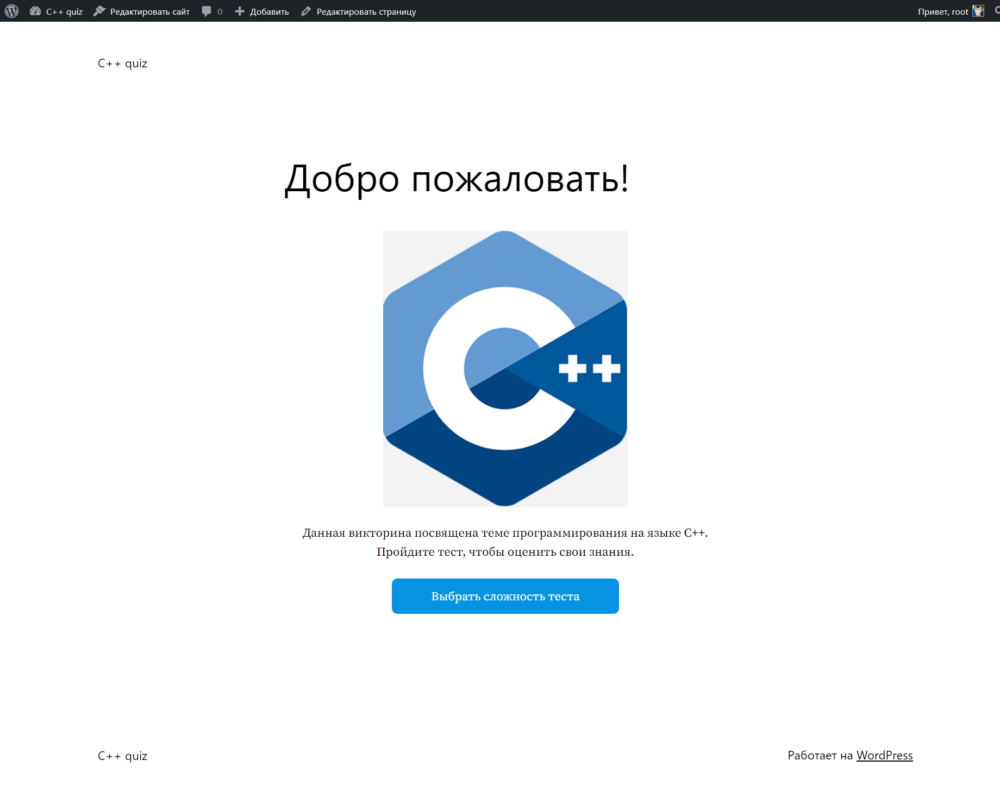 C++ quiz Редактировать сайт 0 Добавить Редактировать страницу Привет, root
C++ quiz
Добро пожаловать!
C ++
Данная викторина посвящена теме программирования на языке C++.
Пройдите тест, чтобы оценить свои знания.
Выбрать сложность теста
C++ quiz Работает на WordPress